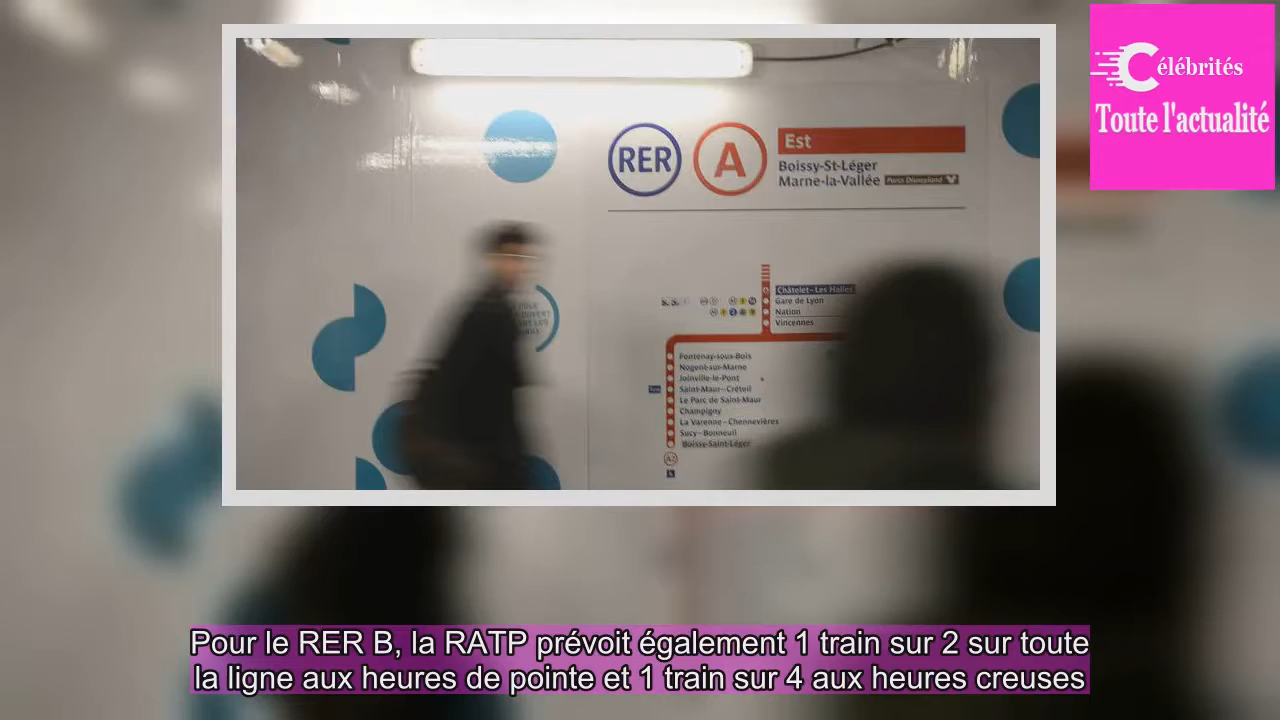 Célébrités
Toute l'actualité
RER A Est
Boissy-St-Léger
Marne-la-Vallée Parcs Disneyland
Châtelet-Les Halles
Gare de Lyon
Nation
Vincennes
Fontenay-sous-Bois
Nogent-sur-Marne
Joinville-le-Pont
Saint-Maur-Créteil
Le Parc de Saint-Maur
Champigny
La Varenne-Chennevières
Sucy-Bonneuil
Boissy-Saint-Léger
A2
Pour le RER B, la RATP prévoit également 1 train sur 2 sur toute
la ligne aux heures de pointe et 1 train sur 4 aux heures creuses